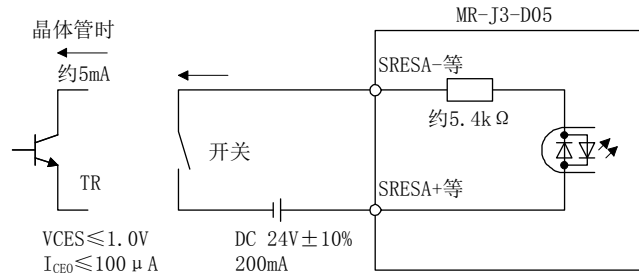 MR-J3-D05
晶体管时
约5mA
SRESA-等
约5.4kΩ
开关
TR
SRESA+等
VCES≤1.0V
DC 24V±10%
I_CEO≤100μA
200mA